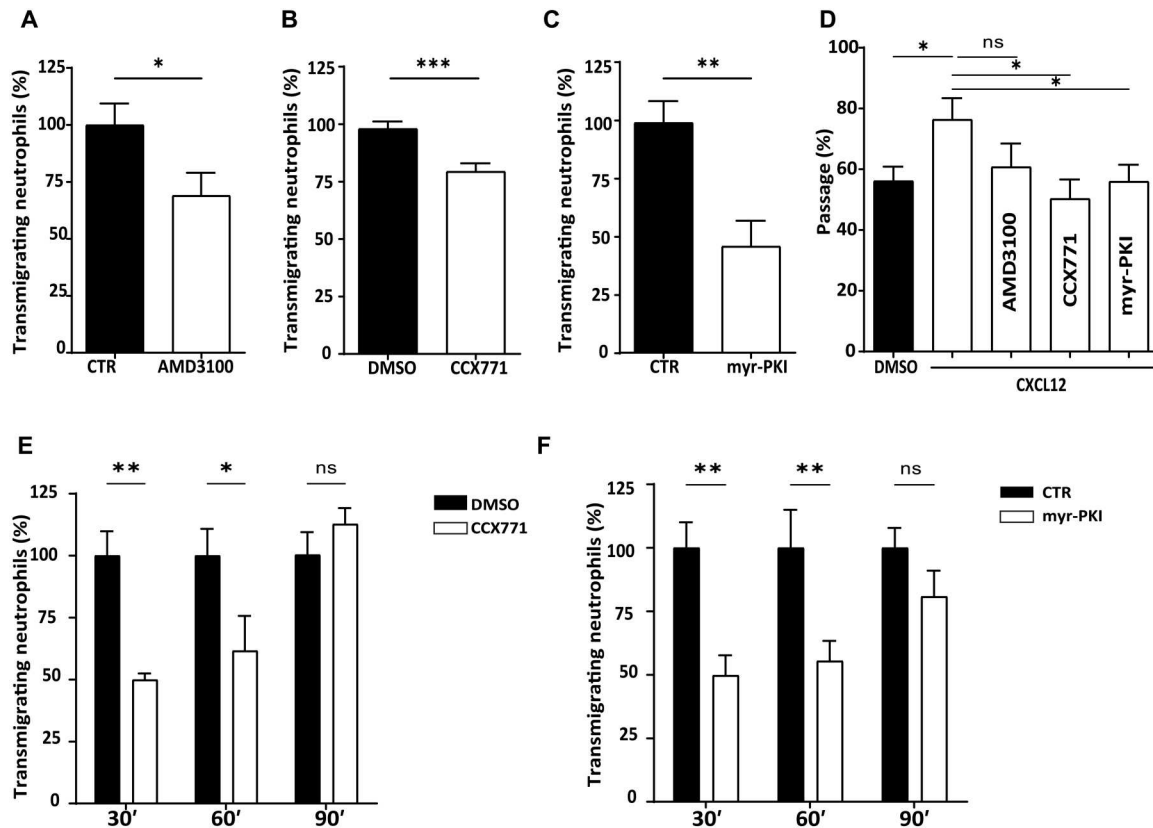 A
Transmigrating neutrophils (%)
125
100
75
50
25
0
*
CTR AMD3100
B
Transmigrating neutrophils (%)
125
100
75
50
25
0
***
DMSO CCX771
C
Transmigrating neutrophils (%)
125
100
75
50
25
0
**
CTR myr-PKI
D
Passage (%)
100
80
60
40
20
0
* ns
*
*
AMD3100
CCX771
myr-PKI
DMSO
CXCL12
E
Transmigrating neutrophils (%)
125
100
75
50
25
0
** * ns
DMSO
CCX771
30' 60' 90'
F
Transmigrating neutrophils (%)
125
100
75
50
25
0
** ** ns
CTR
myr-PKI
30' 60' 90'